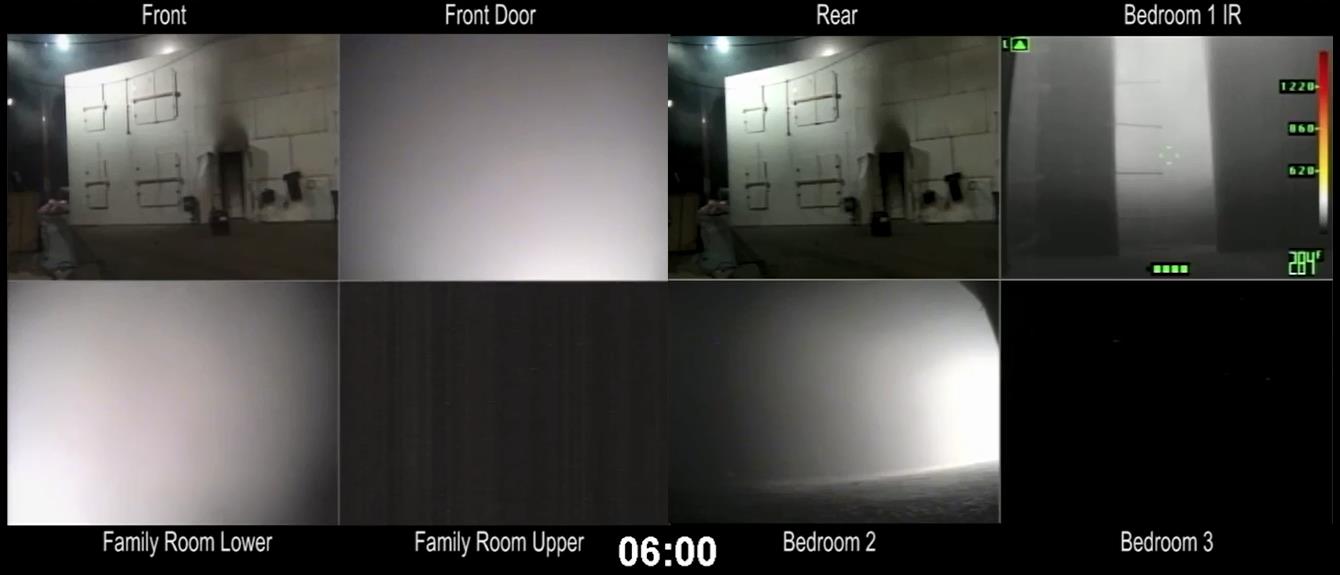 Front
Front Door
Rear
Bedroom 1 IR
L
1220
860
620
284°F
Family Room Lower
Family Room Upper
06:00
Bedroom 2
Bedroom 3